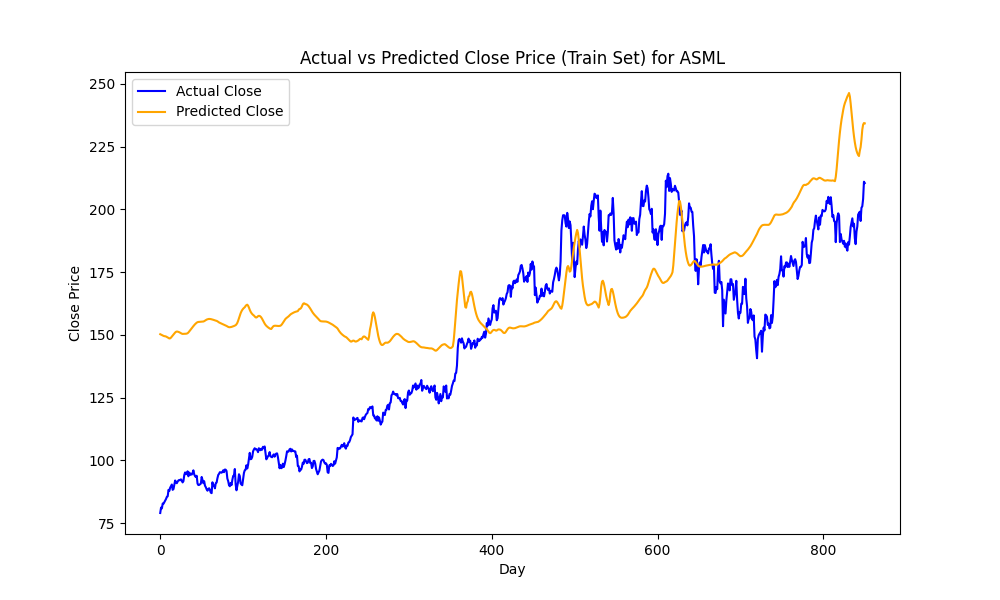 Actual vs Predicted Close Price (Train Set) for ASML
Actual Close
Predicted Close
250
225
200
175
150
125
100
75
Close Price
0 200 400 600 800
Day